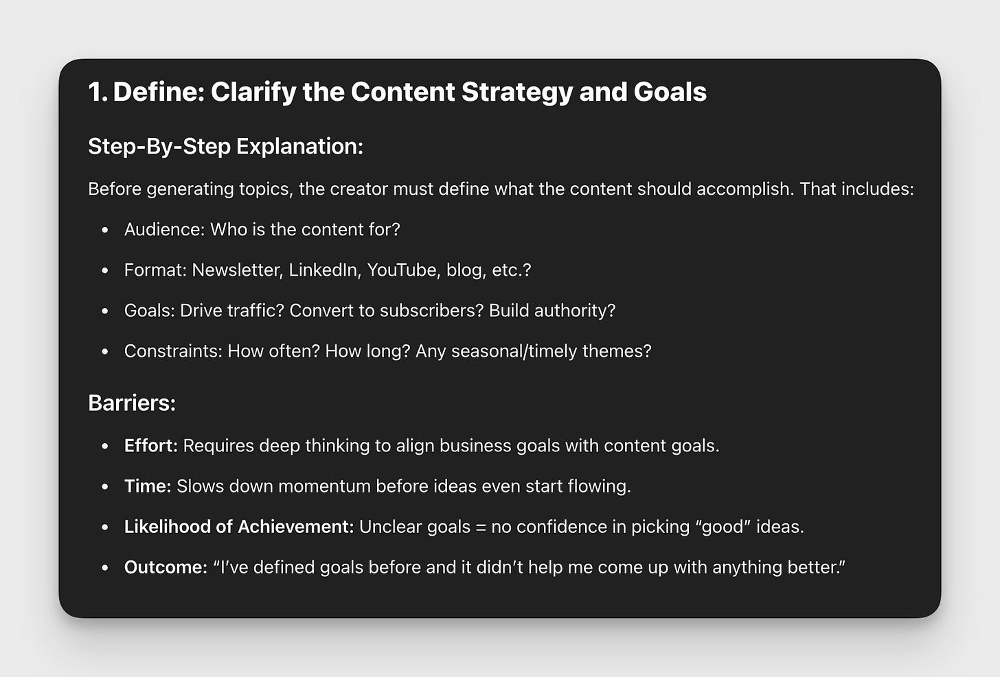 1. Define: Clarify the Content Strategy and Goals
Step-By-Step Explanation:
Before generating topics, the creator must define what the content should accomplish. That includes:
• Audience: Who is the content for?
• Format: Newsletter, LinkedIn, YouTube, blog, etc.?
• Goals: Drive traffic? Convert to subscribers? Build authority?
• Constraints: How often? How long? Any seasonal/timely themes?
Barriers:
• Effort: Requires deep thinking to align business goals with content goals.
• Time: Slows down momentum before ideas even start flowing.
• Likelihood of Achievement: Unclear goals = no confidence in picking “good” ideas.
• Outcome: “I’ve defined goals before and it didn’t help me come up with anything better.”